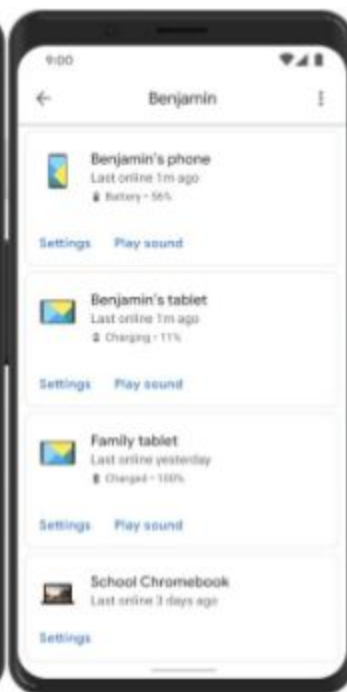 9:00
Benjamin
Benjamin's phone
Last online 1m ago
Battery • 56%
Settings Play sound
Benjamin's tablet
Last online 1m ago
Charging • 11%
Settings Play sound
Family tablet
Last online yesterday
Charged • 100%
Settings Play sound
School Chromebook
Last online 3 days ago
Settings